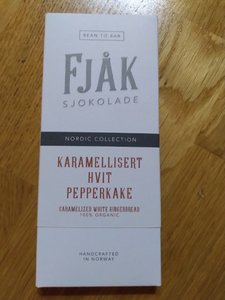 BEAN TO BAR
FJÅK
SJOKOLADE
NORDIC COLLECTION
KARAMELLISERT
HVIT
PEPPERKAKE
CARAMELIZED WHITE GINGERBREAD
100% ORGANIC
HANDCRAFTED
IN NORWAY